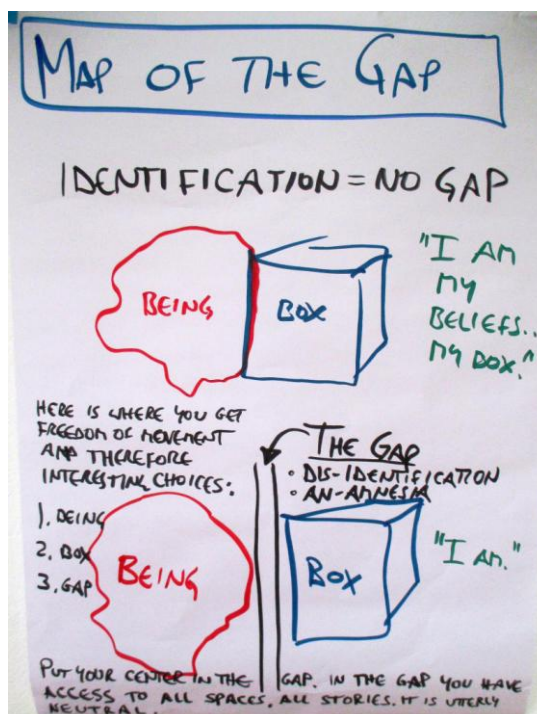 MAP OF THE GAP
IDENTIFICATION = NO GAP
BEING
BOX
"I AM
MY
BELIEFS..
MY BOX."
HERE IS WHERE YOU GET
FREEDOM OF MOVEMENT
AND THEREFORE
INTERESTING CHOICES:
1. BEING
2. BOX
3. GAP
THE GAP
• DIS-IDENTIFICATION
• AN-AMNESIA
BEING
BOX
"I AM."
PUT YOUR CENTER IN THE GAP. IN THE GAP YOU HAVE
ACCESS TO ALL SPACES, ALL STORIES. IT IS UTERLY
NEUTRAL.